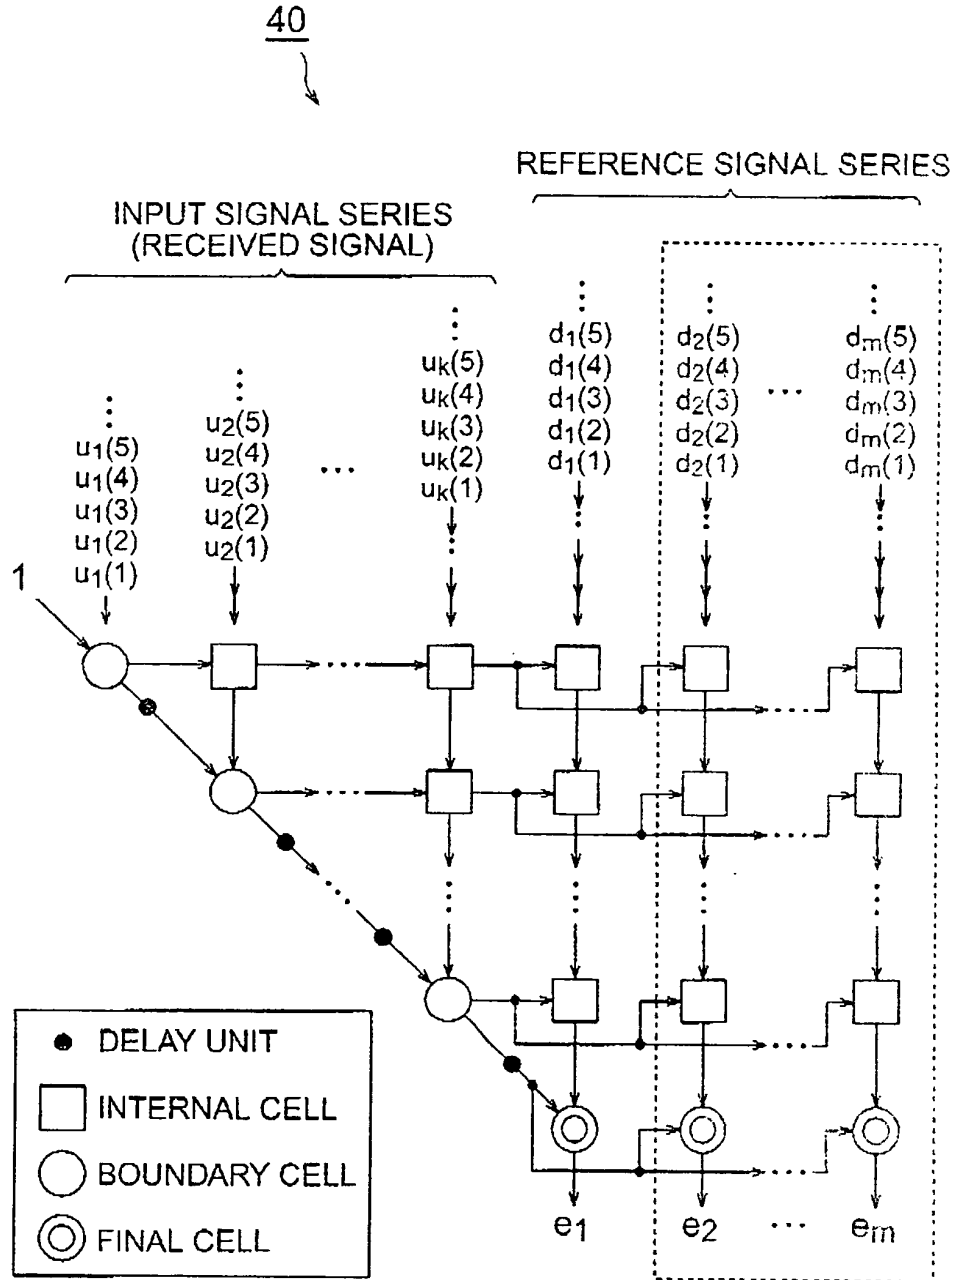 40
REFERENCE SIGNAL SERIES
INPUT SIGNAL SERIES
(RECEIVED SIGNAL)
u1(5)
u1(4)
u1(3)
u1(2)
u1(1)
u2(5)
u2(4)
u2(3)
u2(2)
u2(1)
...
uk(5)
uk(4)
uk(3)
uk(2)
uk(1)
d1(5)
d1(4)
d1(3)
d1(2)
d1(1)
d2(5)
d2(4)
d2(3)
d2(2)
d2(1)
...
dm(5)
dm(4)
dm(3)
dm(2)
dm(1)
1
DELAY UNIT
INTERNAL CELL
BOUNDARY CELL
FINAL CELL
e1 e2 ... em